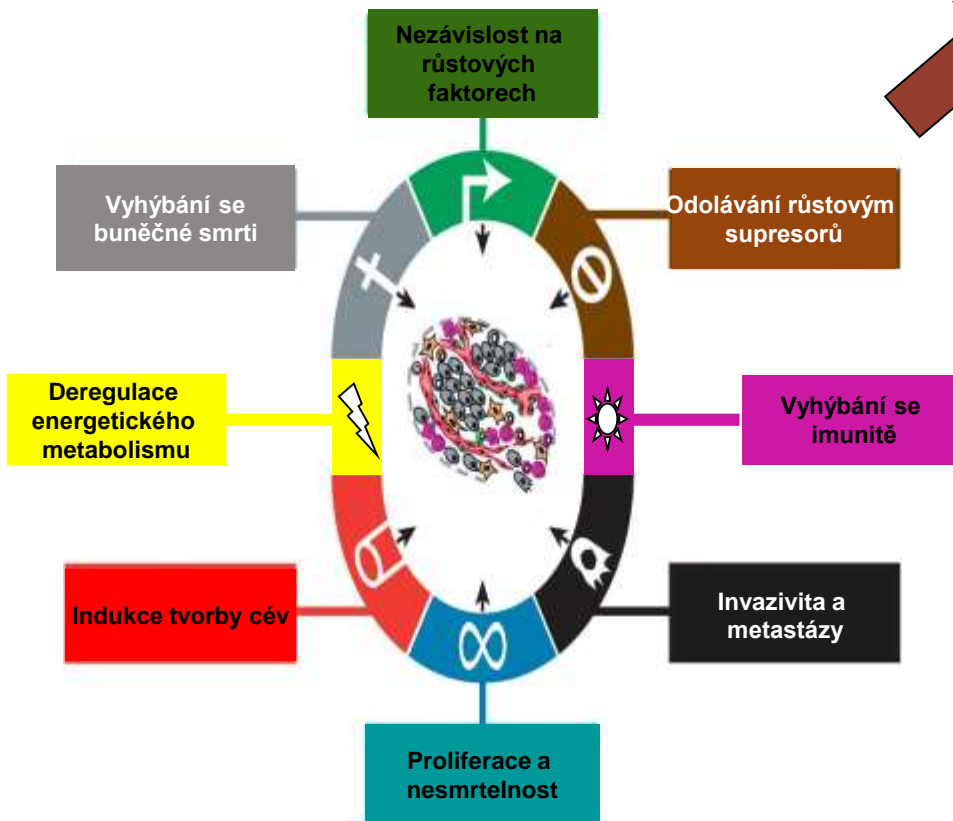 Nezávislost na
růstových
faktorech
Vyhýbání se
buněčné smrti
Odolávání růstovým
supresorů
Deregulace
energetického
metabolismu
Vyhýbání se
imunitě
Indukce tvorby cév
Invazivita a
metastázy
Proliferace a
nesmrtelnost